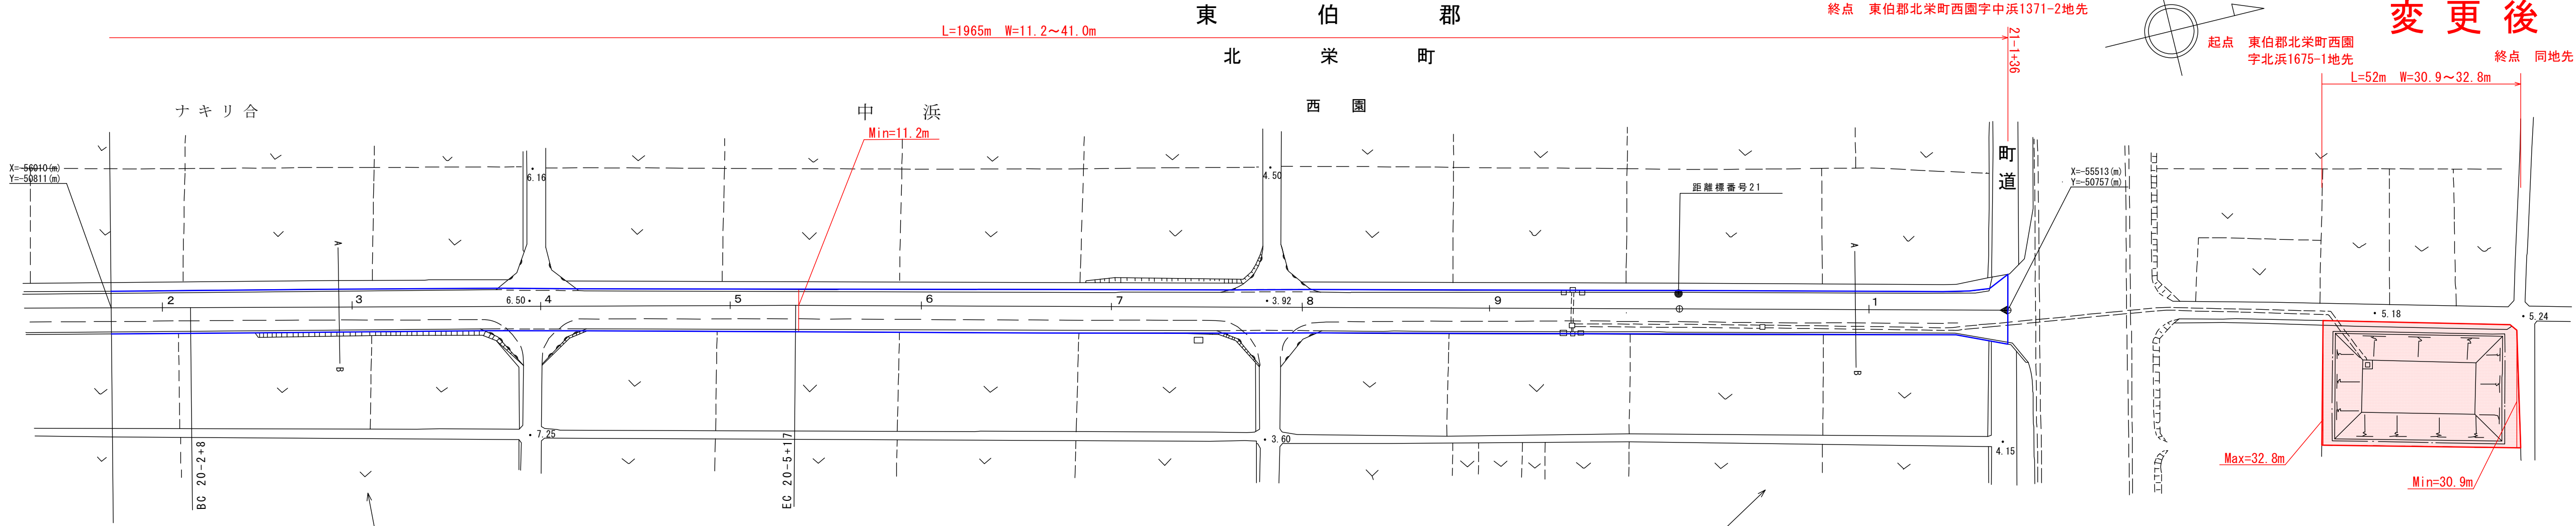 東伯郡
終点 東伯郡北栄町西園字中浜1371-2地先
変更後
L=1965m W=11.2～41.0m
北栄町
21-1+36
起点 東伯郡北栄町西園
字北浜1675-1地先
終点 同地先
L=52m W=30.9～32.8m
ナキリ合
中浜
西園
Min=11.2m
町道
X=-56010(m)
Y=-50811(m)
6.16
4.50
距離標番号21
X=-55513(m)
Y=-50757(m)
A
A
2
3
6.50
4
5
6
7
3.92
8
9
1
5.18
5.24
B
B
7.25
3.60
4.15
BC 20-2+8
EC 20-5+17
Max=32.8m
Min=30.9m